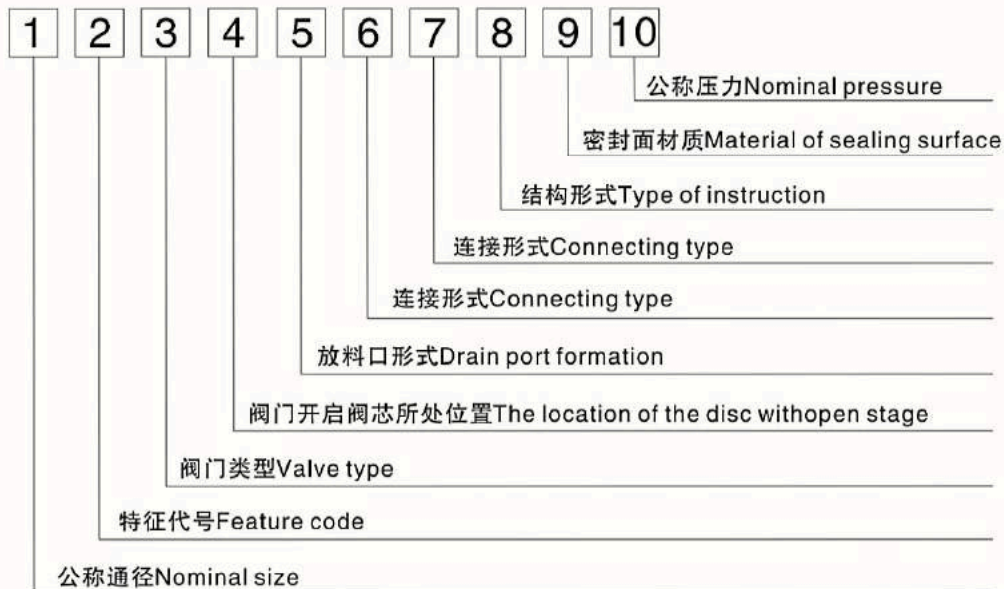 1 2 3 4 5 6 7 8 9 10
公称压力Nominal pressure
密封面材质Material of sealing surface
结构形式Type of instruction
连接形式Connecting type
连接形式Connecting type
放料口形式Drain port formation
阀门开启阀芯所处位置The location of the disc withopen stage
阀门类型Valve type
特征代号Feature code
公称通径Nominal size